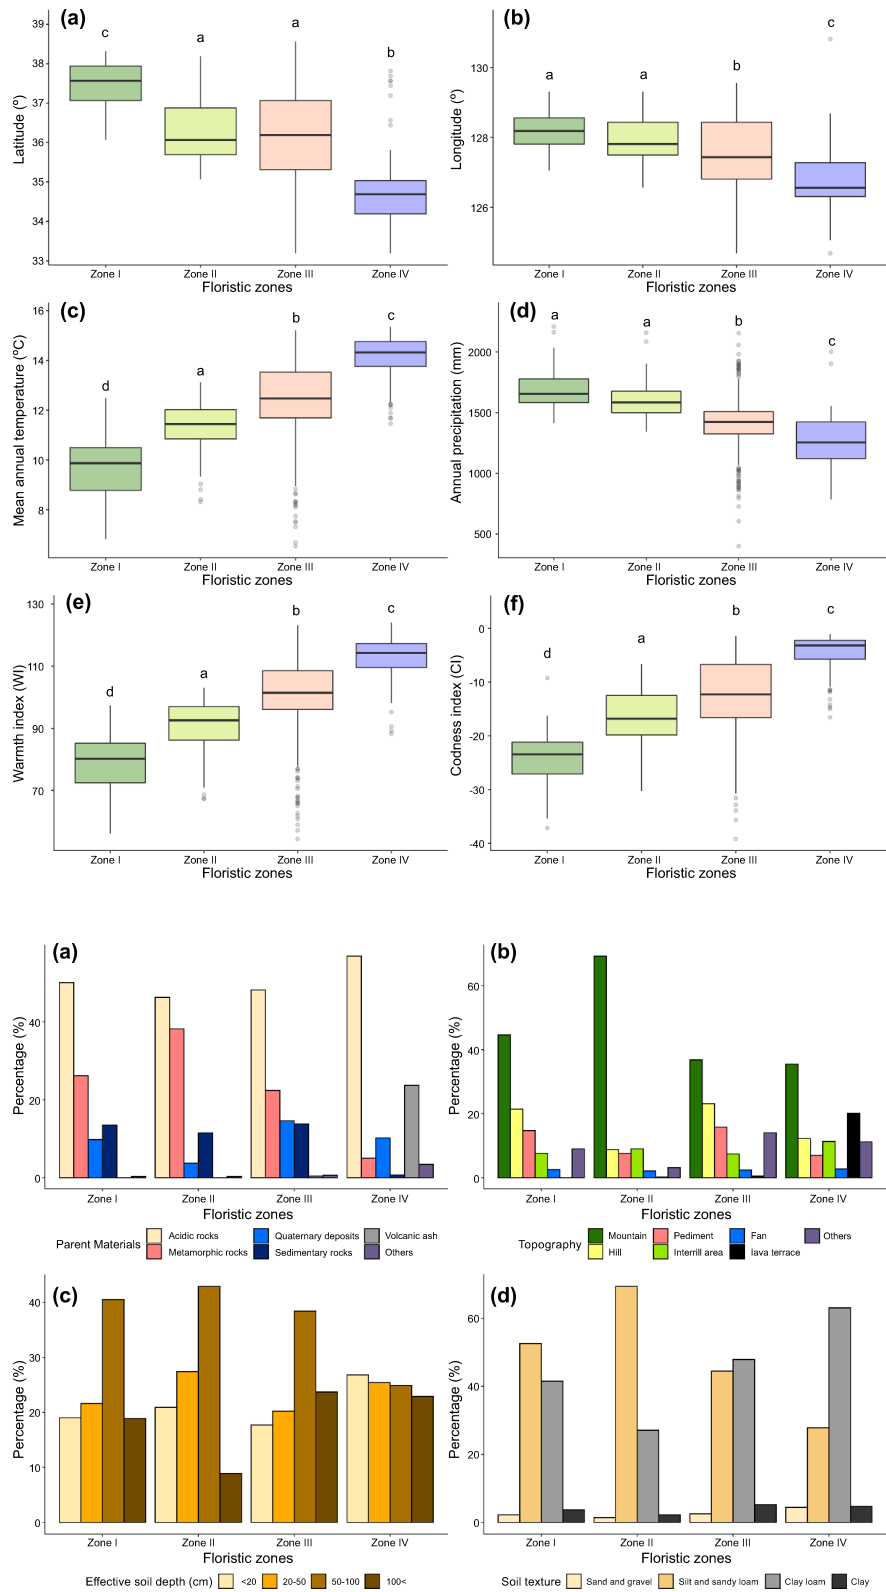 (a)
39
38
37
36
35
34
33
Latitude (º)
c
a
a
b
Zone I
Zone II
Zone III
Zone IV
Floristic zones
(b)
130
128
126
Longitude (º)
a
a
b
c
Zone I
Zone II
Zone III
Zone IV
Floristic zones
(c)
16
14
12
10
8
Mean annual temperature (ºC)
d
a
b
c
Zone I
Zone II
Zone III
Zone IV
Floristic zones
(d)
2000
1500
1000
500
Annual precipitation (mm)
a
a
b
c
Zone I
Zone II
Zone III
Zone IV
Floristic zones
(e)
130
110
90
70
Warmth index (WI)
d
a
b
c
Zone I
Zone II
Zone III
Zone IV
Floristic zones
(f)
0
-10
-20
-30
-40
Codness index (CI)
d
a
b
c
Zone I
Zone II
Zone III
Zone IV
Floristic zones
(a)
40
20
0
Percentage (%)
Zone I
Zone II
Zone III
Zone IV
Floristic zones
Parent Materials
Acidic rocks
Quaternary deposits
Volcanic ash
Metamorphic rocks
Sedimentary rocks
Others
(b)
60
40
20
0
Percentage (%)
Zone I
Zone II
Zone III
Zone IV
Floristic zones
Topography
Mountain
Pediment
Fan
Others
Hill
Interrill area
lava terrace
(c)
40
30
20
10
0
Percentage (%)
Zone I
Zone II
Zone III
Zone IV
Floristic zones
Effective soil depth (cm)
<20
20-50
50-100
100<
(d)
60
40
20
0
Percentage (%)
Zone I
Zone II
Zone III
Zone IV
Floristic zones
Soil texture
Sand and gravel
Silt and sandy loam
Clay loam
Clay